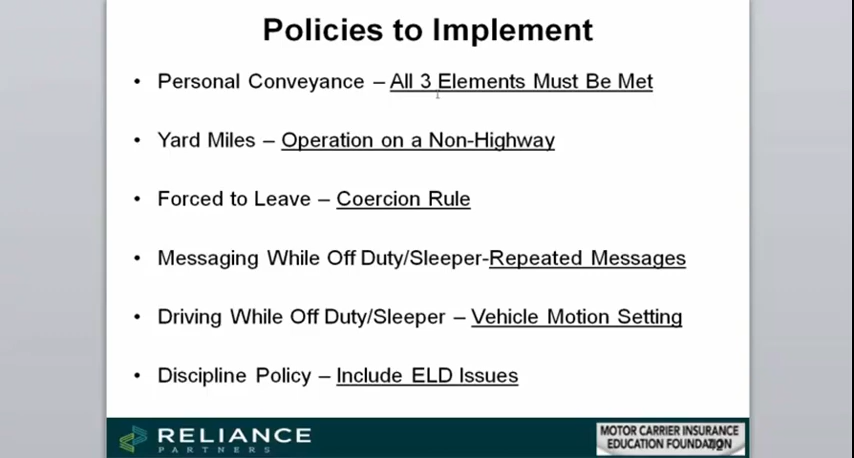 Policies to Implement
• Personal Conveyance – All 3 Elements Must Be Met
• Yard Miles – Operation on a Non-Highway
• Forced to Leave – Coercion Rule
• Messaging While Off Duty/Sleeper-Repeated Messages
• Driving While Off Duty/Sleeper – Vehicle Motion Setting
• Discipline Policy – Include ELD Issues
RELIANCE
PARTNERS
MOTOR CARRIER INSURANCE
EDUCATION FOUNDATION